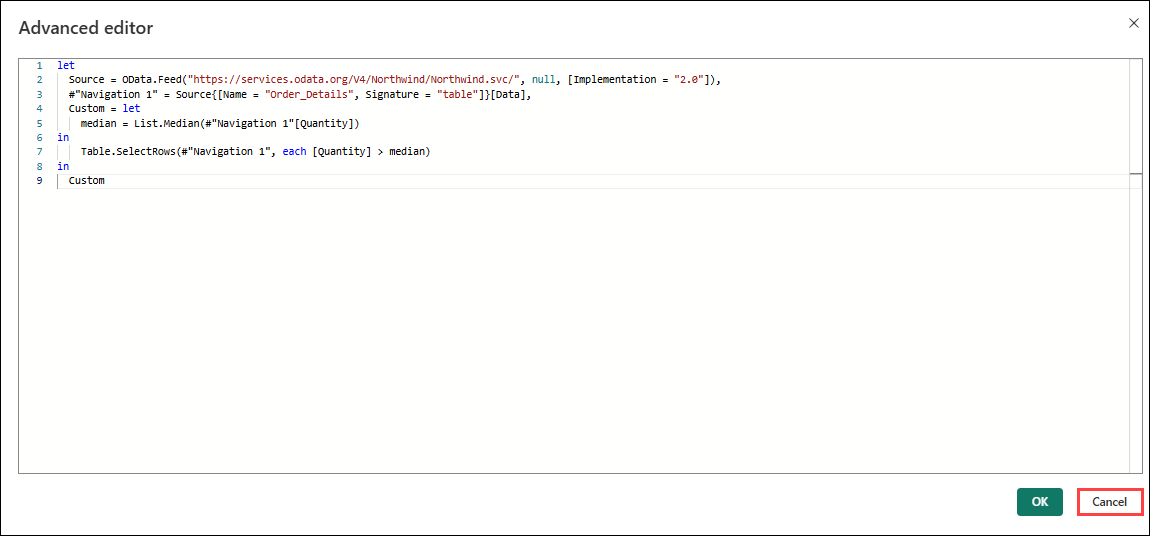 Advanced editor
1 let
2 Source = OData.Feed("https://services.odata.org/V4/Northwind/Northwind.svc/", null, [Implementation = "2.0"]),
3 #"Navigation 1" = Source{[Name = "Order_Details", Signature = "table"]}[Data],
4 Custom = let
5 median = List.Median(#"Navigation 1"[Quantity])
6 in
7 Table.SelectRows(#"Navigation 1", each [Quantity] > median)
8 in
9 Custom
OK Cancel